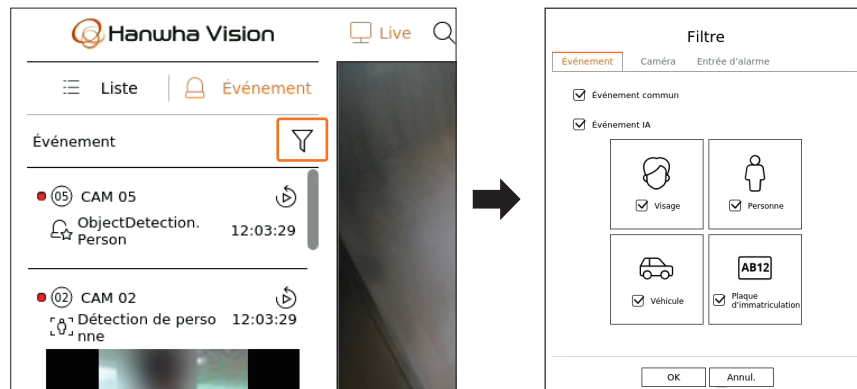 Hanwha Vision
Live
Liste
Événement
Événement
05 CAM 05
ObjectDetection.
Person
12:03:29
02 CAM 02
Détection de perso
nne
12:03:29
Filtre
Événement Caméra Entrée d'alarme
Événement commun
Événement IA
Visage
Personne
Véhicule
AB12
Plaque
d'immatriculation
OK Annul.